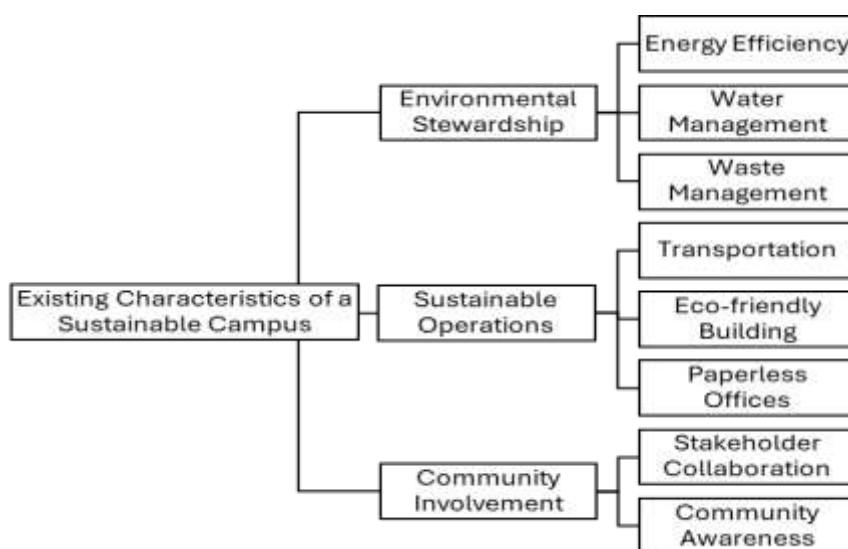 Existing Characteristics of a
Sustainable Campus
Environmental
Stewardship
Energy Efficiency
Water
Management
Waste
Management
Sustainable
Operations
Transportation
Eco-friendly
Building
Paperless
Offices
Community
Involvement
Stakeholder
Collaboration
Community
Awareness